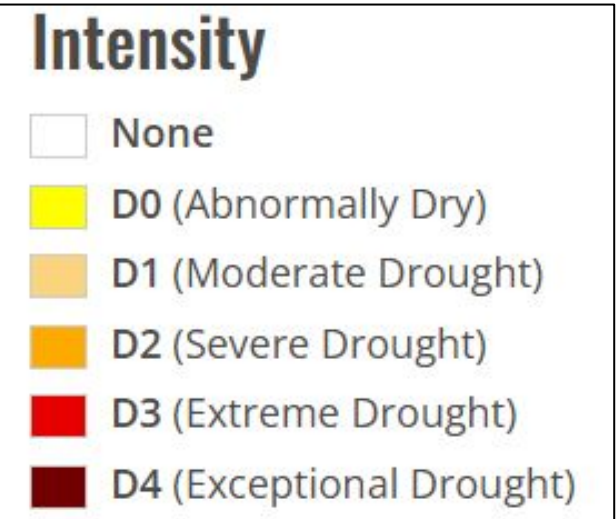 Intensity
None
D0 (Abnormally Dry)
D1 (Moderate Drought)
D2 (Severe Drought)
D3 (Extreme Drought)
D4 (Exceptional Drought)